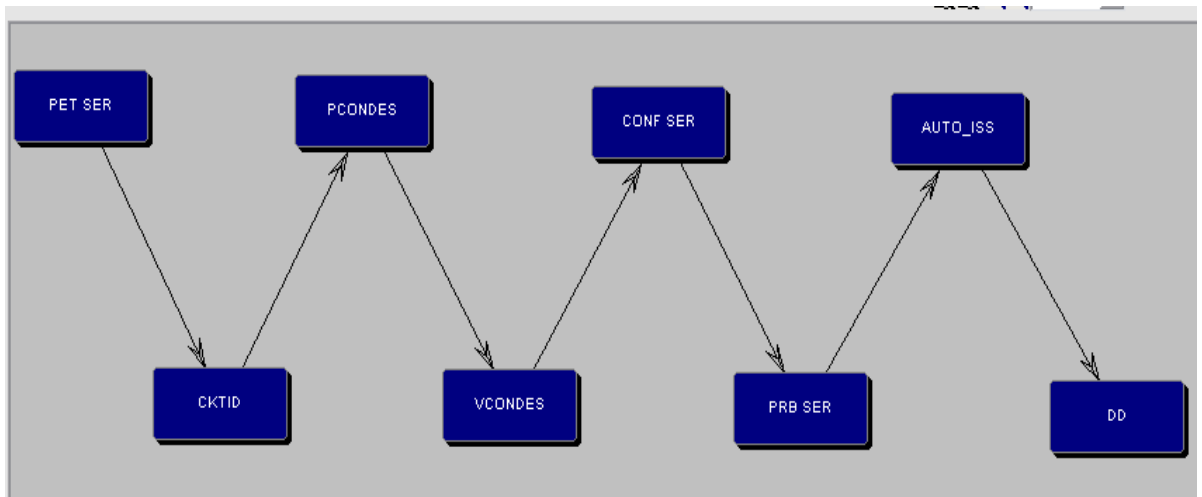 PET SER
PCONDES
CONF SER
AUTO_ISS
CKTID
VCONDES
PRB SER
DD